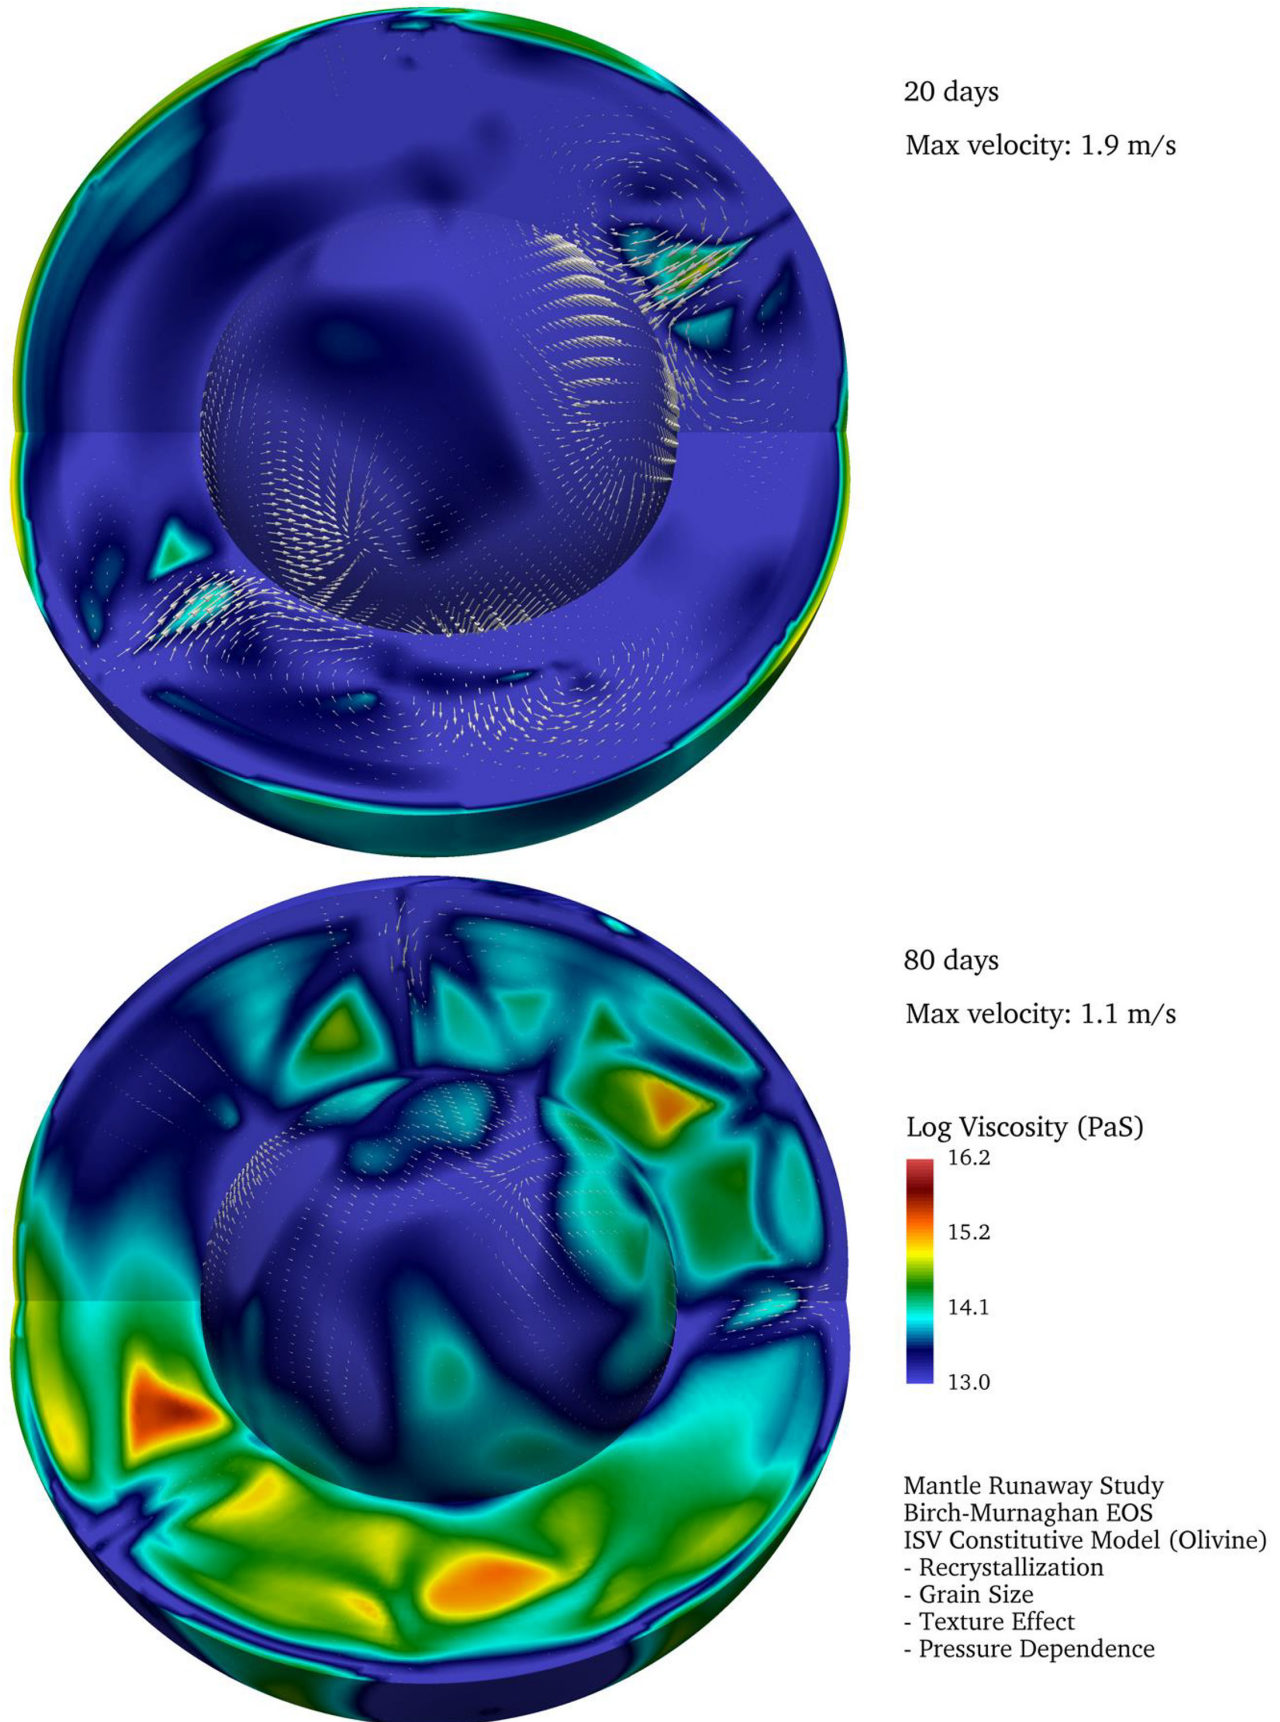 20 days
Max velocity: 1.9 m/s
80 days
Max velocity: 1.1 m/s
Log Viscosity (PaS)
16.2
15.2
14.1
13.0
Mantle Runaway Study
Birch-Murnaghan EOS
ISV Constitutive Model (Olivine)
- Recrystallization
- Grain Size
- Texture Effect
- Pressure Dependence